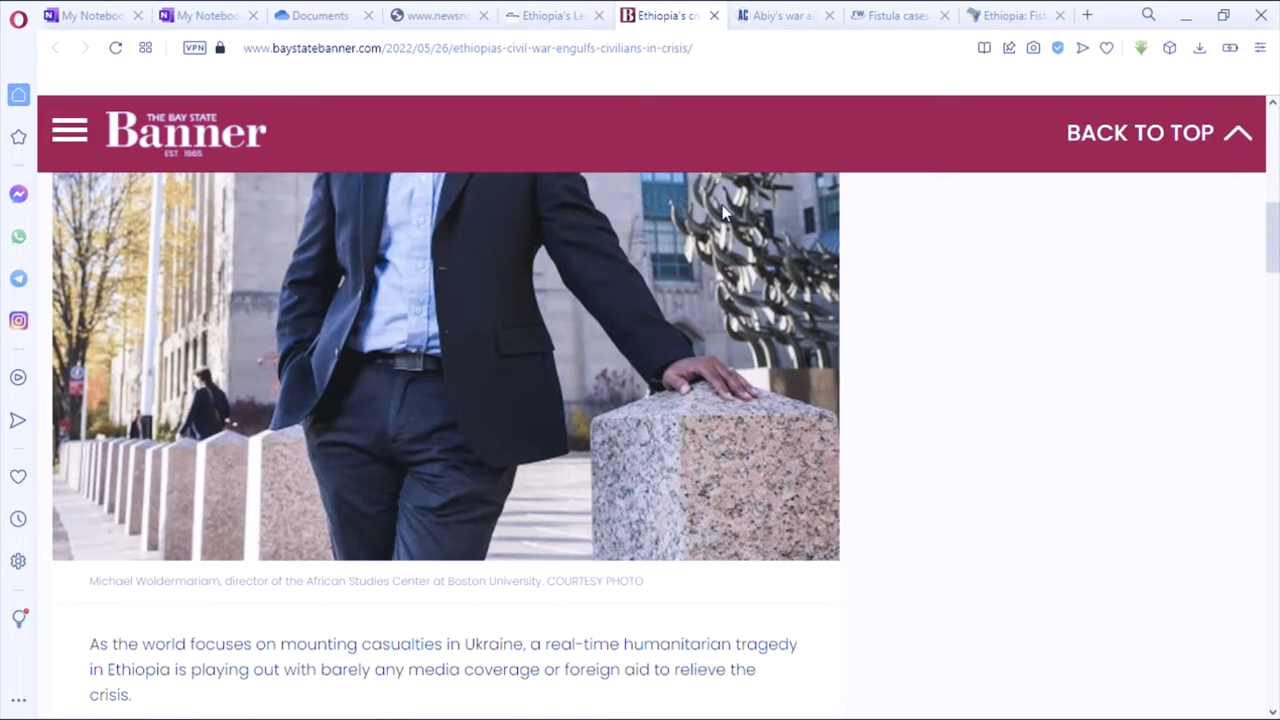 My Noteboo
My Noteboo
Documents
www.newsn
Ethiopia's Le
Ethiopia's ci
Abiy's war a
Fistula cases
Ethiopia: Fist
VPN
www.baystatebanner.com/2022/05/26/ethiopias-civil-war-engulfs-civilians-in-crisis/
THE BAY STATE
Banner
EST 1965
BACK TO TOP
Michael Woldermariam, director of the African Studies Center at Boston University. COURTESY PHOTO
As the world focuses on mounting casualties in Ukraine, a real-time humanitarian tragedy
in Ethiopia is playing out with barely any media coverage or foreign aid to relieve the
crisis.